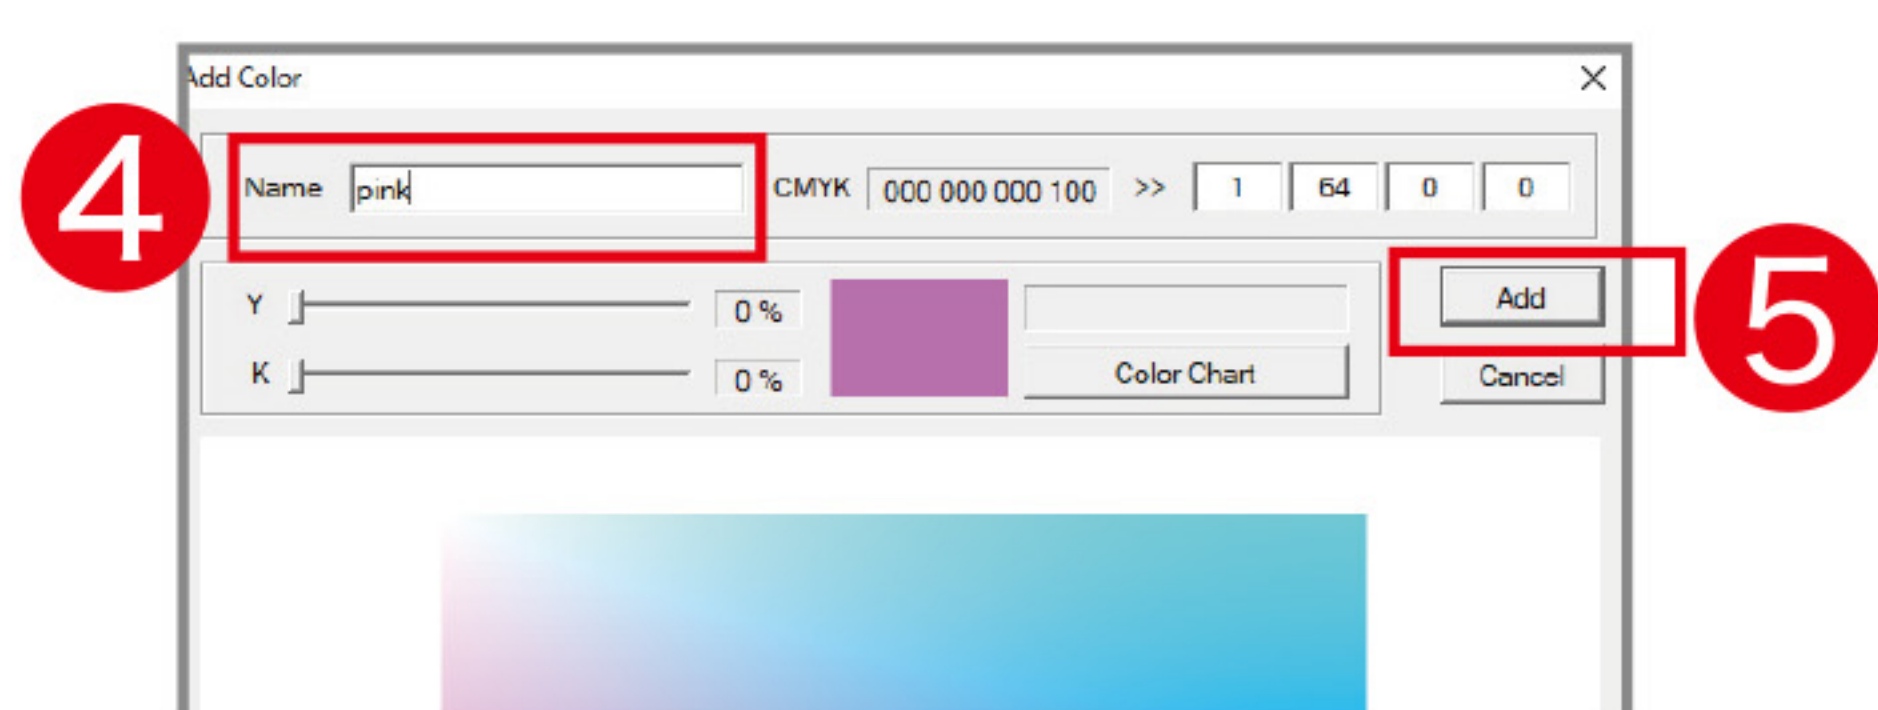 Add Color
4
Name pink CMYK 000 000 000 100 >> 1 64 0 0
Y 0 % Add 5
K 0 % Color Chart Cancel